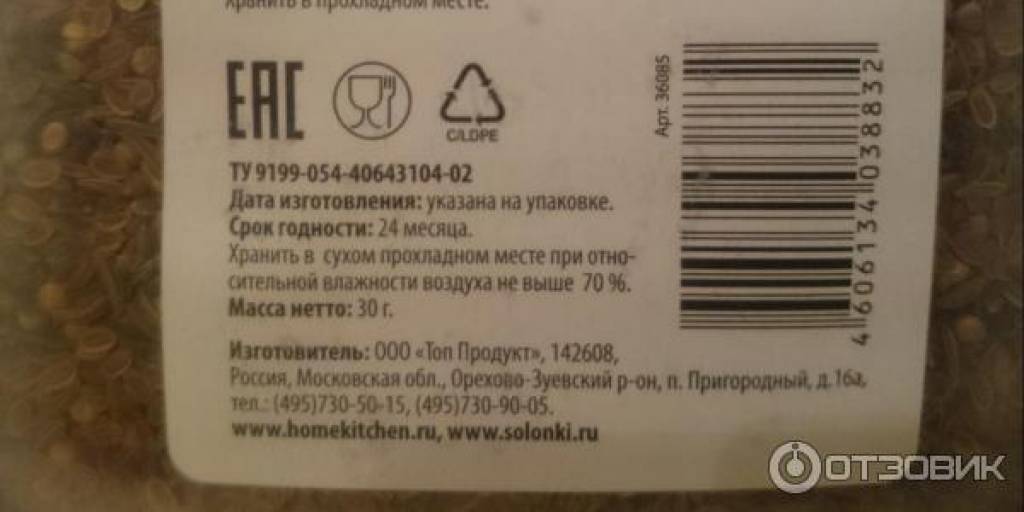 Хранить в прохладном месте.
ЕАС
C/LDPE
ТУ 9199-054-40643104-02
Дата изготовления: указана на упаковке.
Срок годности: 24 месяца.
Хранить в сухом прохладном месте при отно-
сительной влажности воздуха не выше 70 %.
Масса нетто: 30 г.
Изготовитель: ООО «Топ Продукт», 142608,
Россия, Московская обл., Орехово-Зуевский р-он, п. Пригородный, д. 16а,
тел.: (495)730-50-15, (495)730-90-05.
www.homekitchen.ru, www.solonki.ru
Арт. 36085
4 606134 038832
ОТЗОВИК